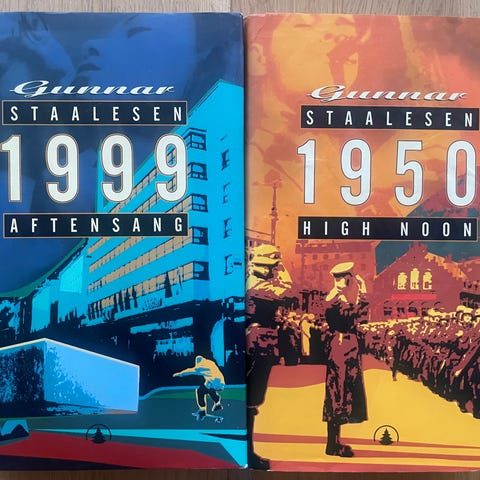 Gunnar
STAALESEN
1999
AFTENSANG
Gunnar
STAALESEN
1950
HIGH NOON